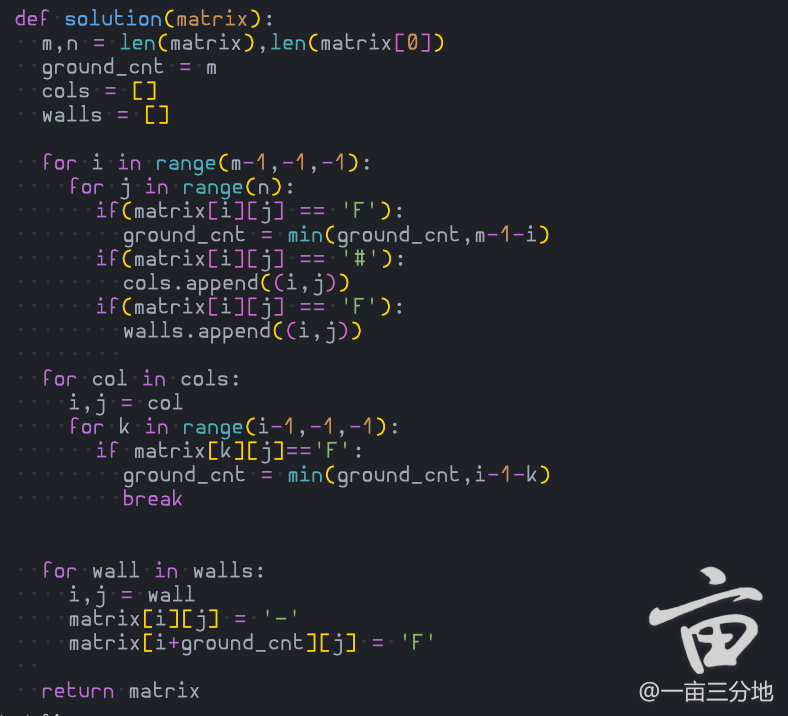 def solution(matrix):
  m,n = len(matrix),len(matrix[0])
  ground_cnt = m
  cols = []
  walls = []
  for i in range(m-1,-1,-1):
    for j in range(n):
      if(matrix[i][j] == 'F'):
        ground_cnt = min(ground_cnt,m-1-i)
      if(matrix[i][j] == '#'):
        cols.append((i,j))
      if(matrix[i][j] == 'F'):
        walls.append((i,j))
  for col in cols:
    i,j = col
    for k in range(i-1,-1,-1):
      if matrix[k][j]=='F':
        ground_cnt = min(ground_cnt,i-1-k)
        break
  for wall in walls:
    i,j = wall
    matrix[i][j] = '-'
    matrix[i+ground_cnt][j] = 'F'
  return matrix
亩
@一亩三分地